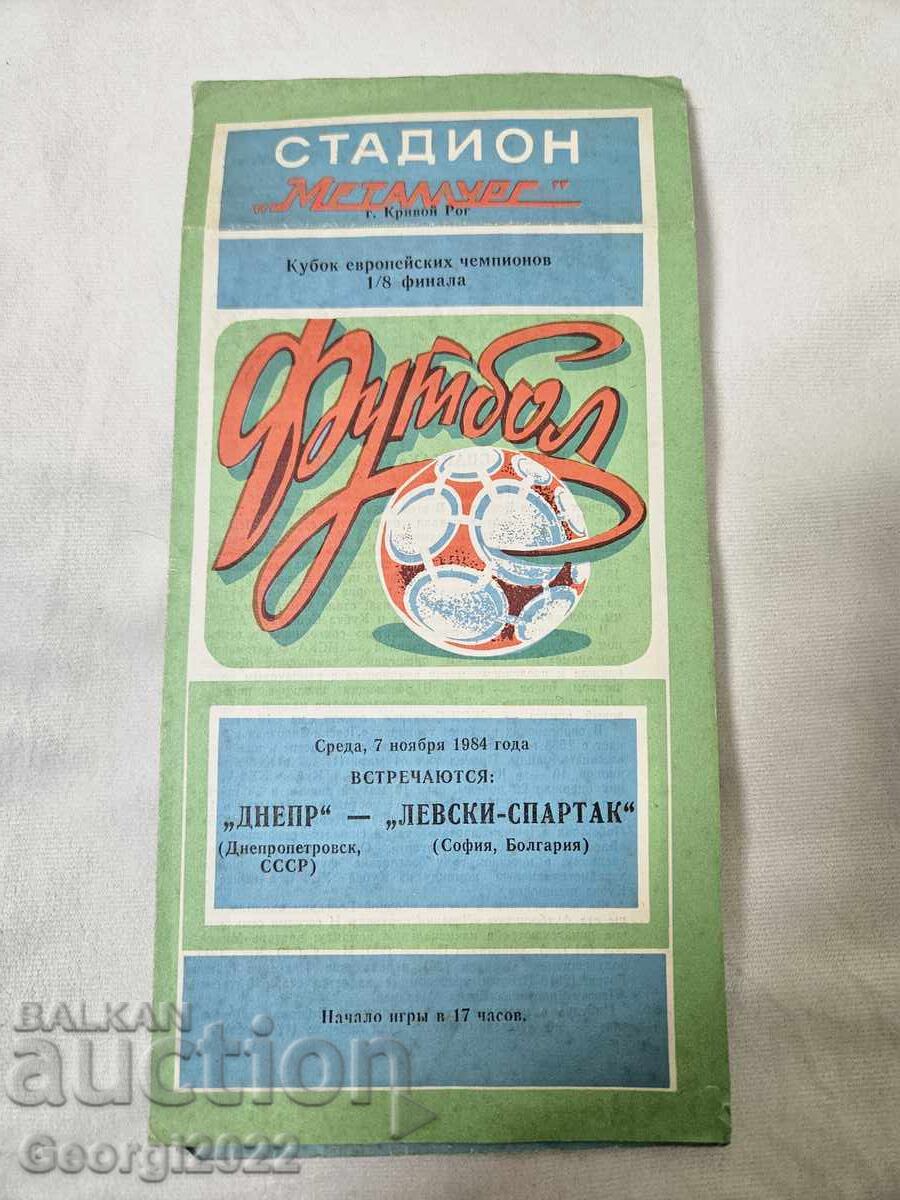 СТАДИОН
„Металлург"
г. Кривой Рог
Кубок европейских чемпионов
1/8 финала
Футбол
Среда, 7 ноября 1984 года
ВСТРЕЧАЮТСЯ:
„ДНЕПР“ — „ЛЕВСКИ-СПАРТАК“
(Днепропетровск, СССР) (София, Болгария)
Начало игры в 17 часов.
BALKAN
auction
Georgi2022